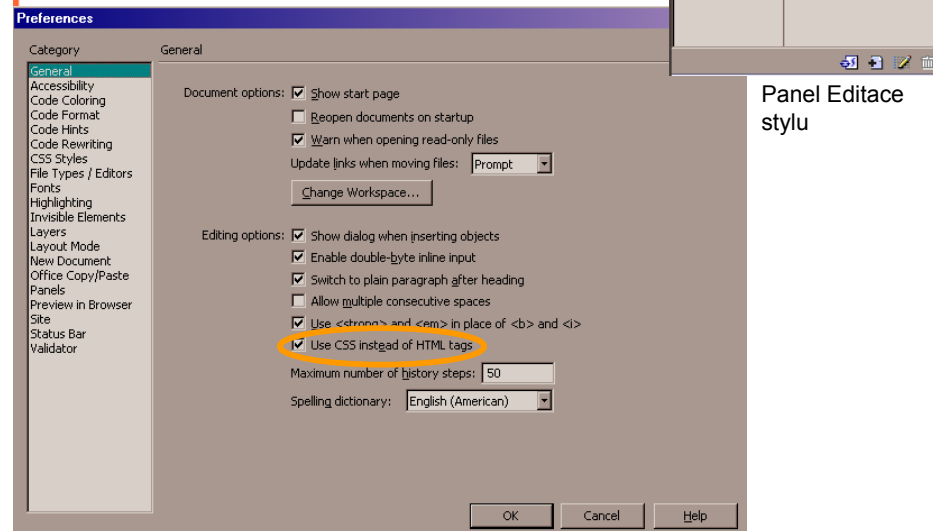 Preferences
Category
General
General
Accessibility
Code Coloring
Code Format
Code Hints
Code Rewriting
CSS Styles
File Types / Editors
Fonts
Highlighting
Invisible Elements
Layers
Layout Mode
New Document
Office Copy/Paste
Panels
Preview in Browser
Site
Status Bar
Validator
Document options: Show start page
Reopen documents on startup
Warn when opening read-only files
Update links when moving files: Prompt
Change Workspace...
Editing options: Show dialog when inserting objects
Enable double-byte inline input
Switch to plain paragraph after heading
Allow multiple consecutive spaces
Use <strong> and <em> in place of <b> and <i>
Use CSS instead of HTML tags
Maximum number of history steps: 50
Spelling dictionary: English (American)
OK Cancel Help
Panel Editace
stylu